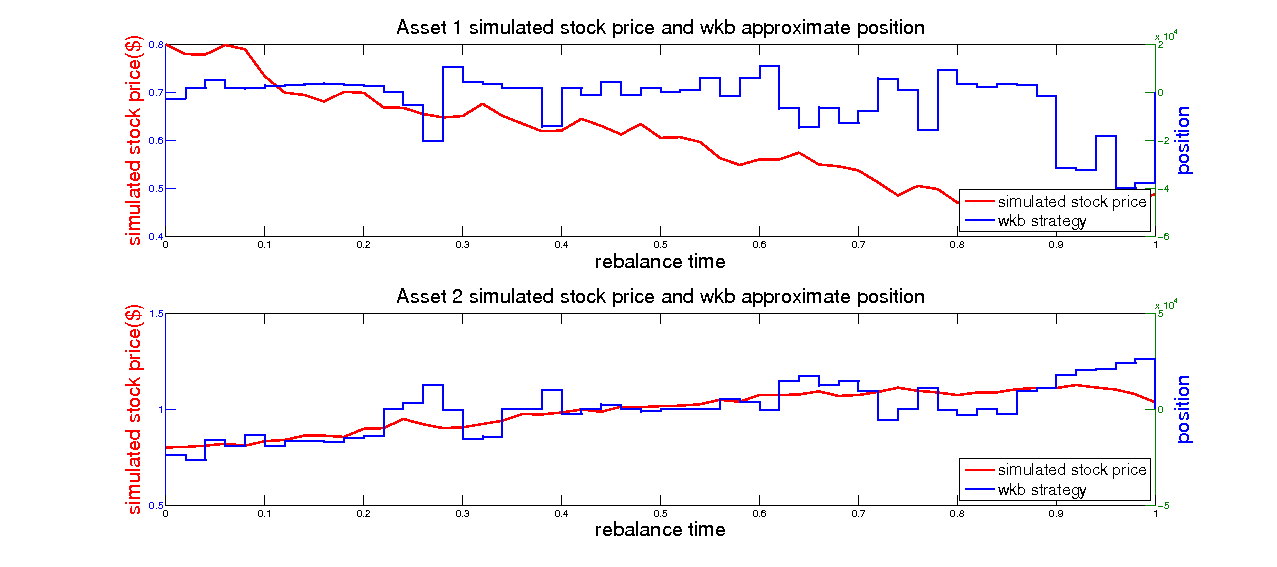 Asset 1 simulated stock price and wkb approximate position
x 10^4
simulated stock price($)
0.8
0.7
0.6
0.5
0.4
2
0
−2
−4
−6
position
simulated stock price
wkb strategy
0 0.1 0.2 0.3 0.4 0.5 0.6 0.7 0.8 0.9 1
rebalance time
Asset 2 simulated stock price and wkb approximate position
x 10^4
simulated stock price($)
1.5
1
0.5
5
0
−5
position
simulated stock price
wkb strategy
0 0.1 0.2 0.3 0.4 0.5 0.6 0.7 0.8 0.9 1
rebalance time